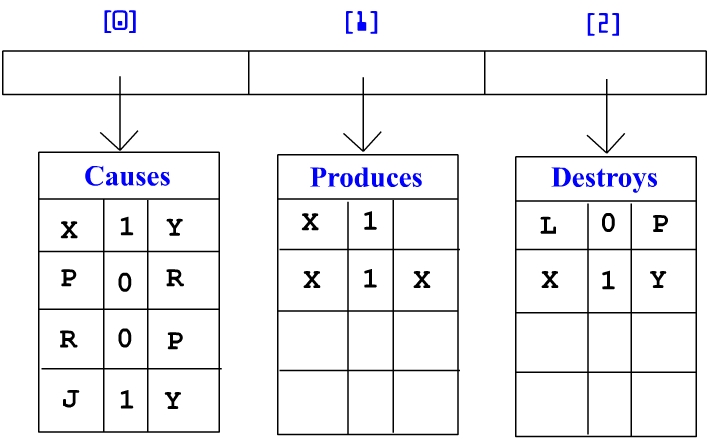 [0] [1] [2]
Causes Produces Destroys
X 1 Y X 1 L 0 P
P 0 R X 1 X X 1 Y
R 0 P
J 1 Y